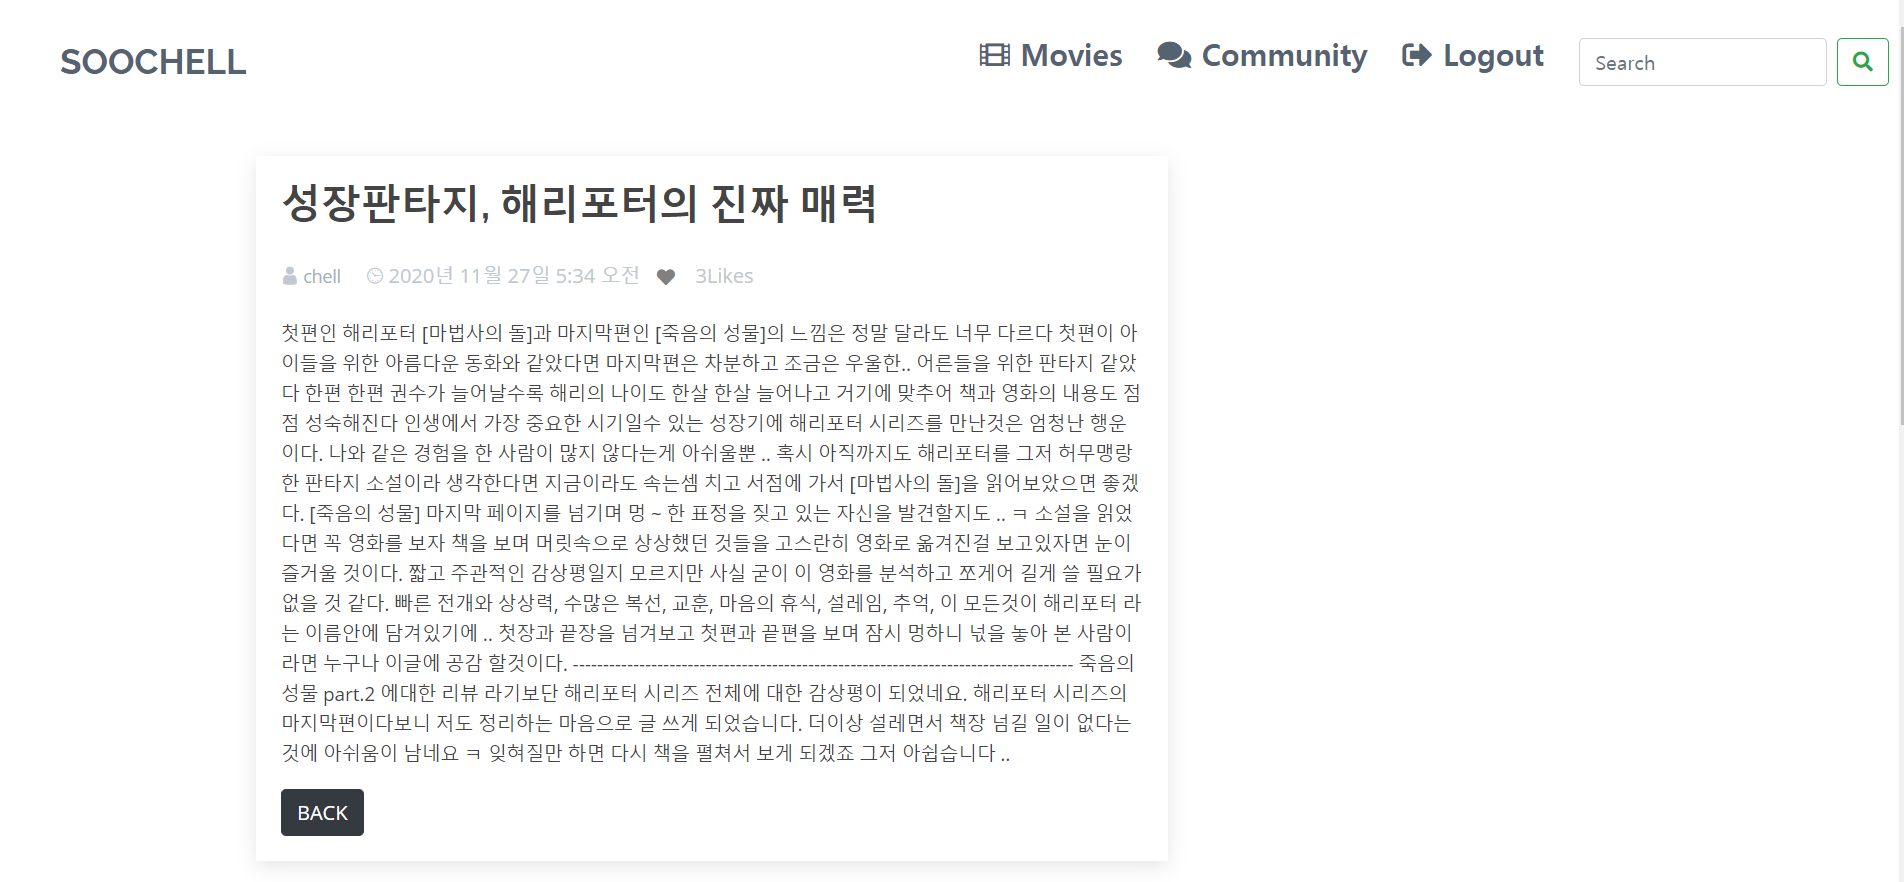 SOOCHELL
Movies
Community
Logout
Search
성장판타지, 해리포터의 진짜 매력
chell 2020년 11월 27일 5:34 오전 3Likes
첫편인 해리포터 [마법사의 돌]과 마지막편인 [죽음의 성물]의 느낌은 정말 달라도 너무 다르다 첫편이 아
이들을 위한 아름다운 동화와 같았다면 마지막편은 차분하고 조금은 우울한.. 어른들을 위한 판타지 같았
다 한편 한편 권수가 늘어날수록 해리의 나이도 한살 한살 늘어나고 거기에 맞추어 책과 영화의 내용도 점
점 성숙해진다 인생에서 가장 중요한 시기일수 있는 성장기에 해리포터 시리즈를 만난것은 엄청난 행운
이다. 나와 같은 경험을 한 사람이 많지 않다는게 아쉬울뿐 .. 혹시 아직까지도 해리포터를 그저 허무맹랑
한 판타지 소설이라 생각한다면 지금이라도 속는셈 치고 서점에 가서 [마법사의 돌]을 읽어보았으면 좋겠
다. [죽음의 성물] 마지막 페이지를 넘기며 멍 ~ 한 표정을 짓고 있는 자신을 발견할지도 .. ㅋ 소설을 읽었
다면 꼭 영화를 보자 책을 보며 머릿속으로 상상했던 것들을 고스란히 영화로 옮겨진걸 보고있자면 눈이
즐거울 것이다. 짧고 주관적인 감상평일지 모르지만 사실 굳이 이 영화를 분석하고 쪼게어 길게 쓸 필요가
없을 것 같다. 빠른 전개와 상상력, 수많은 복선, 교훈, 마음의 휴식, 설레임, 추억, 이 모든것이 해리포터 라
는 이름안에 담겨있기에 .. 첫장과 끝장을 넘겨보고 첫편과 끝편을 보며 잠시 멍하니 넋을 놓아 본 사람이
라면 누구나 이글에 공감 할것이다. ----------------------------------------------------------------------------------- 죽음의
성물 part.2 에대한 리뷰 라기보단 해리포터 시리즈 전체에 대한 감상평이 되었네요. 해리포터 시리즈의
마지막편이다보니 저도 정리하는 마음으로 글 쓰게 되었습니다. 더이상 설레면서 책장 넘길 일이 없다는
것에 아쉬움이 남네요 ㅋ 잊혀질만 하면 다시 책을 펼쳐서 보게 되겠죠 그저 아쉽습니다 ..
BACK